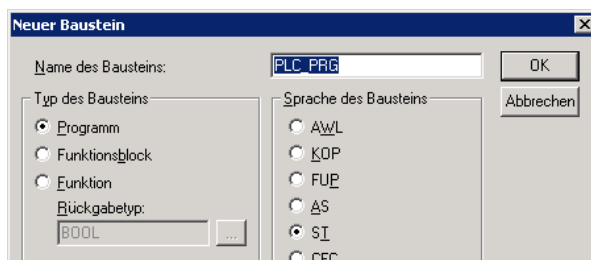 Neuer Baustein
Name des Bausteins:
PLC_PRG
OK
Abbrechen
Typ des Bausteins
Programm
Funktionsblock
Funktion
Rückgabetyp:
BOOL
...
Sprache des Bausteins
AWL
KOP
FUP
AS
ST
CFC